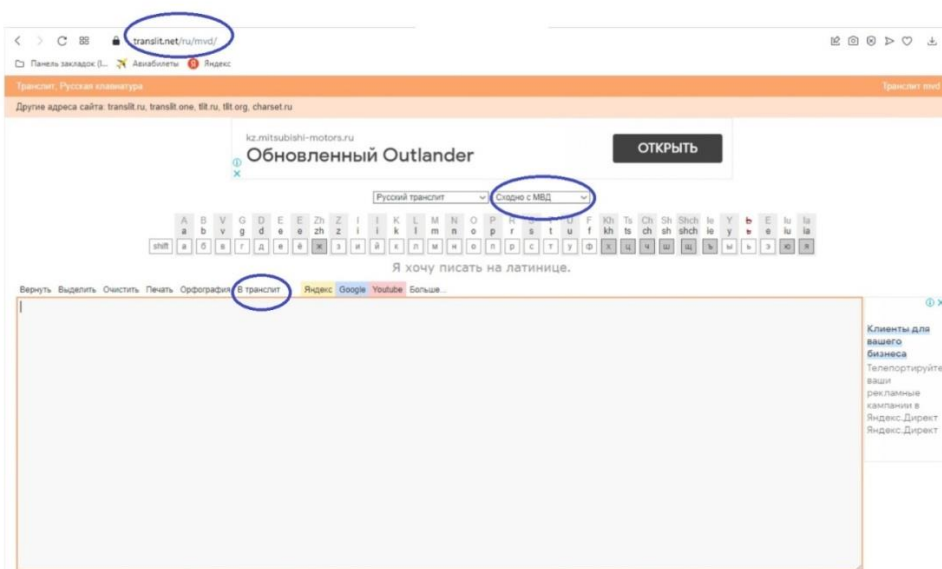 translit.net/ru/mvd/
Панель закладок (I... Авиабилеты Яндекс
Транслит, Русская клавиатура Транслит mvd
Другие адреса сайта: translit.ru, translit.one, tlit.ru, tlit.org, charset.ru
kz.mitsubishi-motors.ru
Обновленный Outlander
ОТКРЫТЬ
Русский транслит Сходно с МВД
A B V G D E E Zh Z I I K L M N O P R S T U F Kh Ts Ch Sh Shch Ie Y ь E Iu Ia
a b v g d e e zh z i i k l m n o p r s t u f kh ts ch sh shch ie y ь e iu ia
shift а б в г д е ё ж з и й к л м н о п р с т у ф х ц ч ш щ ъ ы ь э ю я
Я хочу писать на латинице.
Вернуть Выделить Очистить Печать Орфография В транслит Яндекс Google Youtube Больше...
Клиенты для
вашего
бизнеса
Телепортируйте
ваши
рекламные
кампании в
Яндекс.Директ
Яндекс.Директ